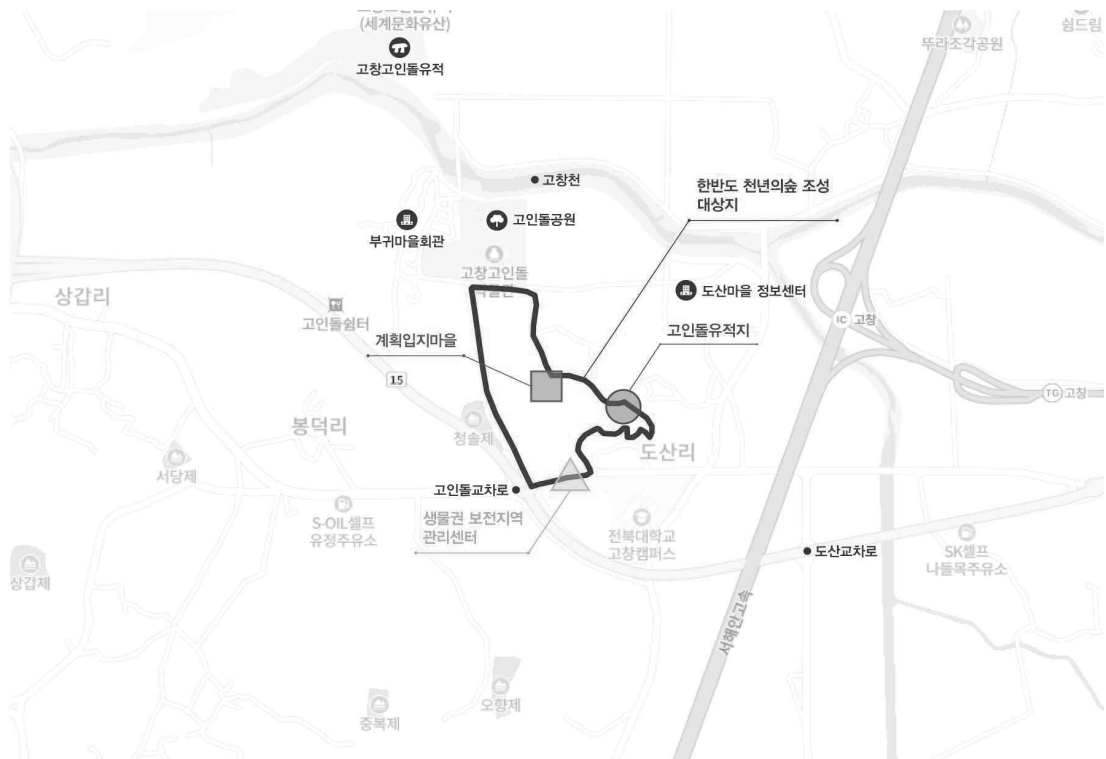 (세계문화유산)
고창고인돌유적
뚜라조각공원
쉼드림
고창천
한반도 천년의숲 조성
대상지
부귀마을회관
고인돌공원
고창고인돌
박물관
상갑리
고인돌쉼터
도산마을 정보센터
고인돌유적지
IC 고창
계획입지마을
15
TG 고창
봉덕리
청솔제
도산리
서당제
고인돌교차로
S-OIL셀프
유정주유소
생물권 보전지역
관리센터
전북대학교
고창캠퍼스
도산교차로
SK셀프
나들목주유소
상갑제
서해안고속
오향제
중복제